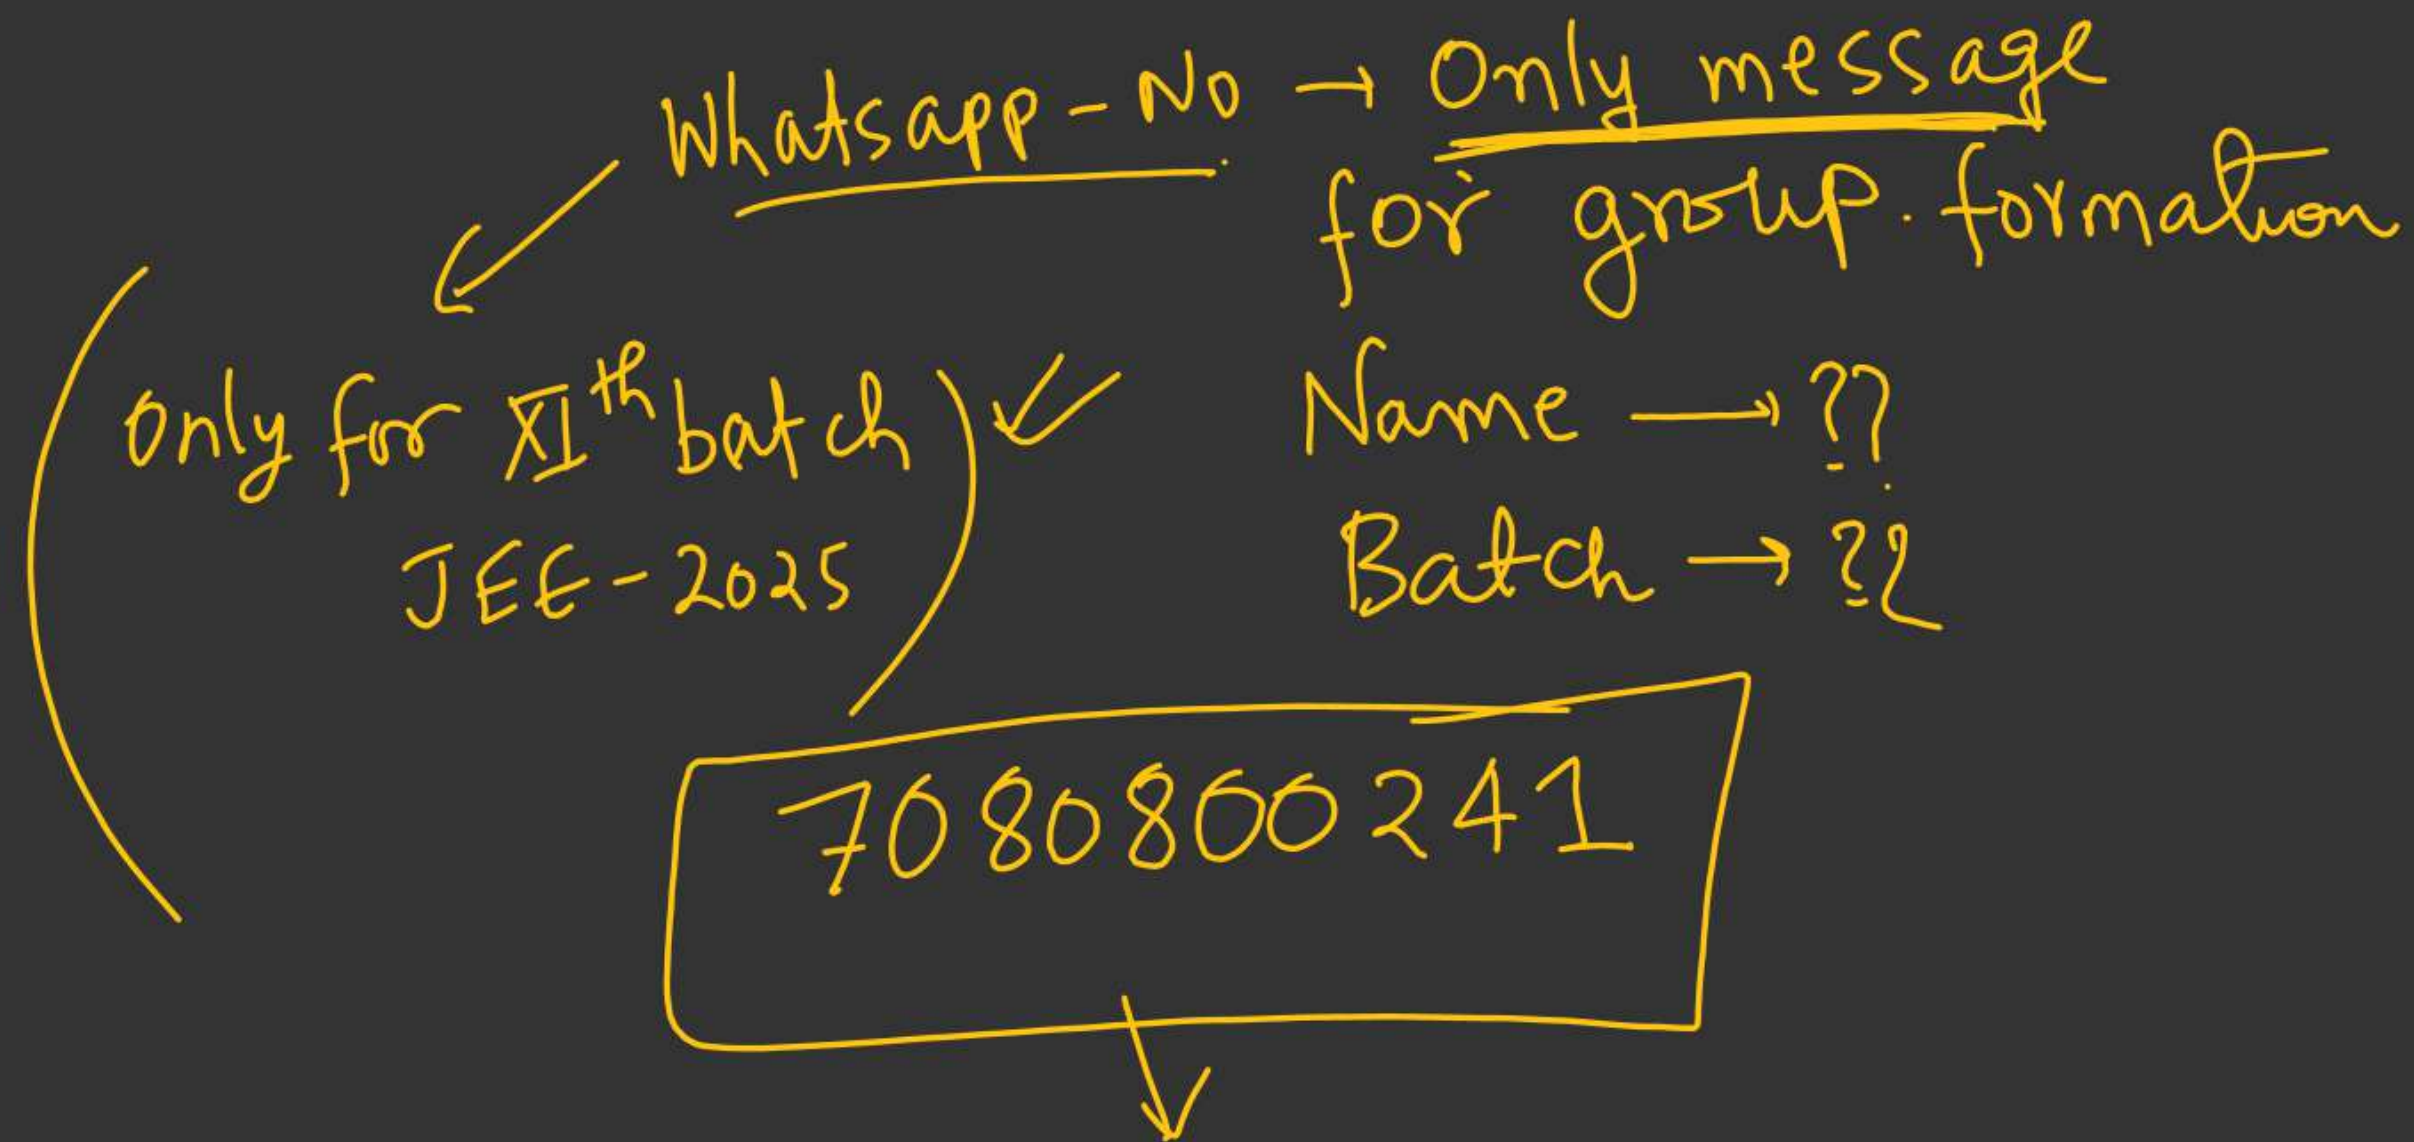 Whatsapp - No. → Only message
for group. formation
Only for XIth batch
JEE - 2025
Name → ??
Batch → ??
7080800241